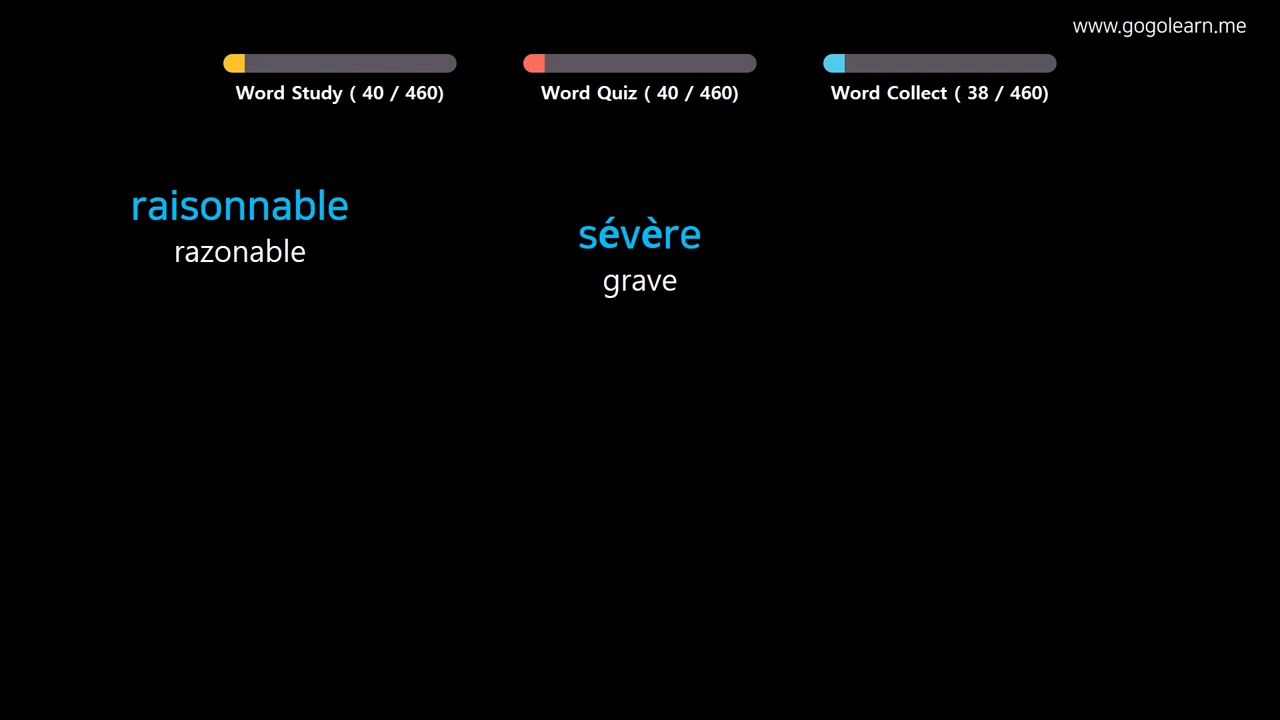 www.gogolearn.me
Word Study ( 40 / 460)
Word Quiz ( 40 / 460)
Word Collect ( 38 / 460)
raisonnable
razonable
sévère
grave